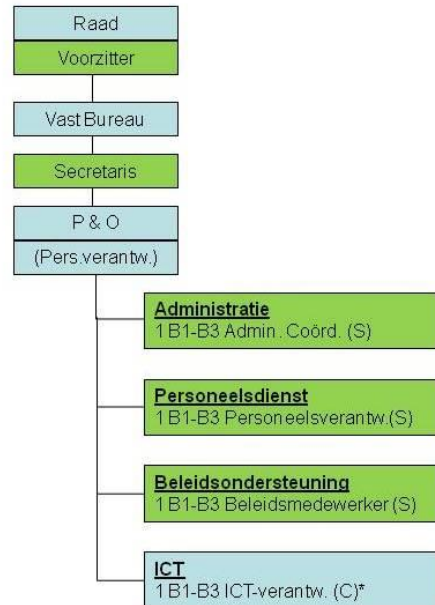 Raad
Voorzitter
Vast Bureau
Secretaris
P & O
(Pers.verantw.)
Administratie
1 B1-B3 Admin. Coörd. (S)
Personeelsdienst
1 B1-B3 Personeelsverantw.(S)
Beleidsondersteuning
1 B1-B3 Beleidsmedewerker (S)
ICT
1 B1-B3 ICT-verantw. (C)*